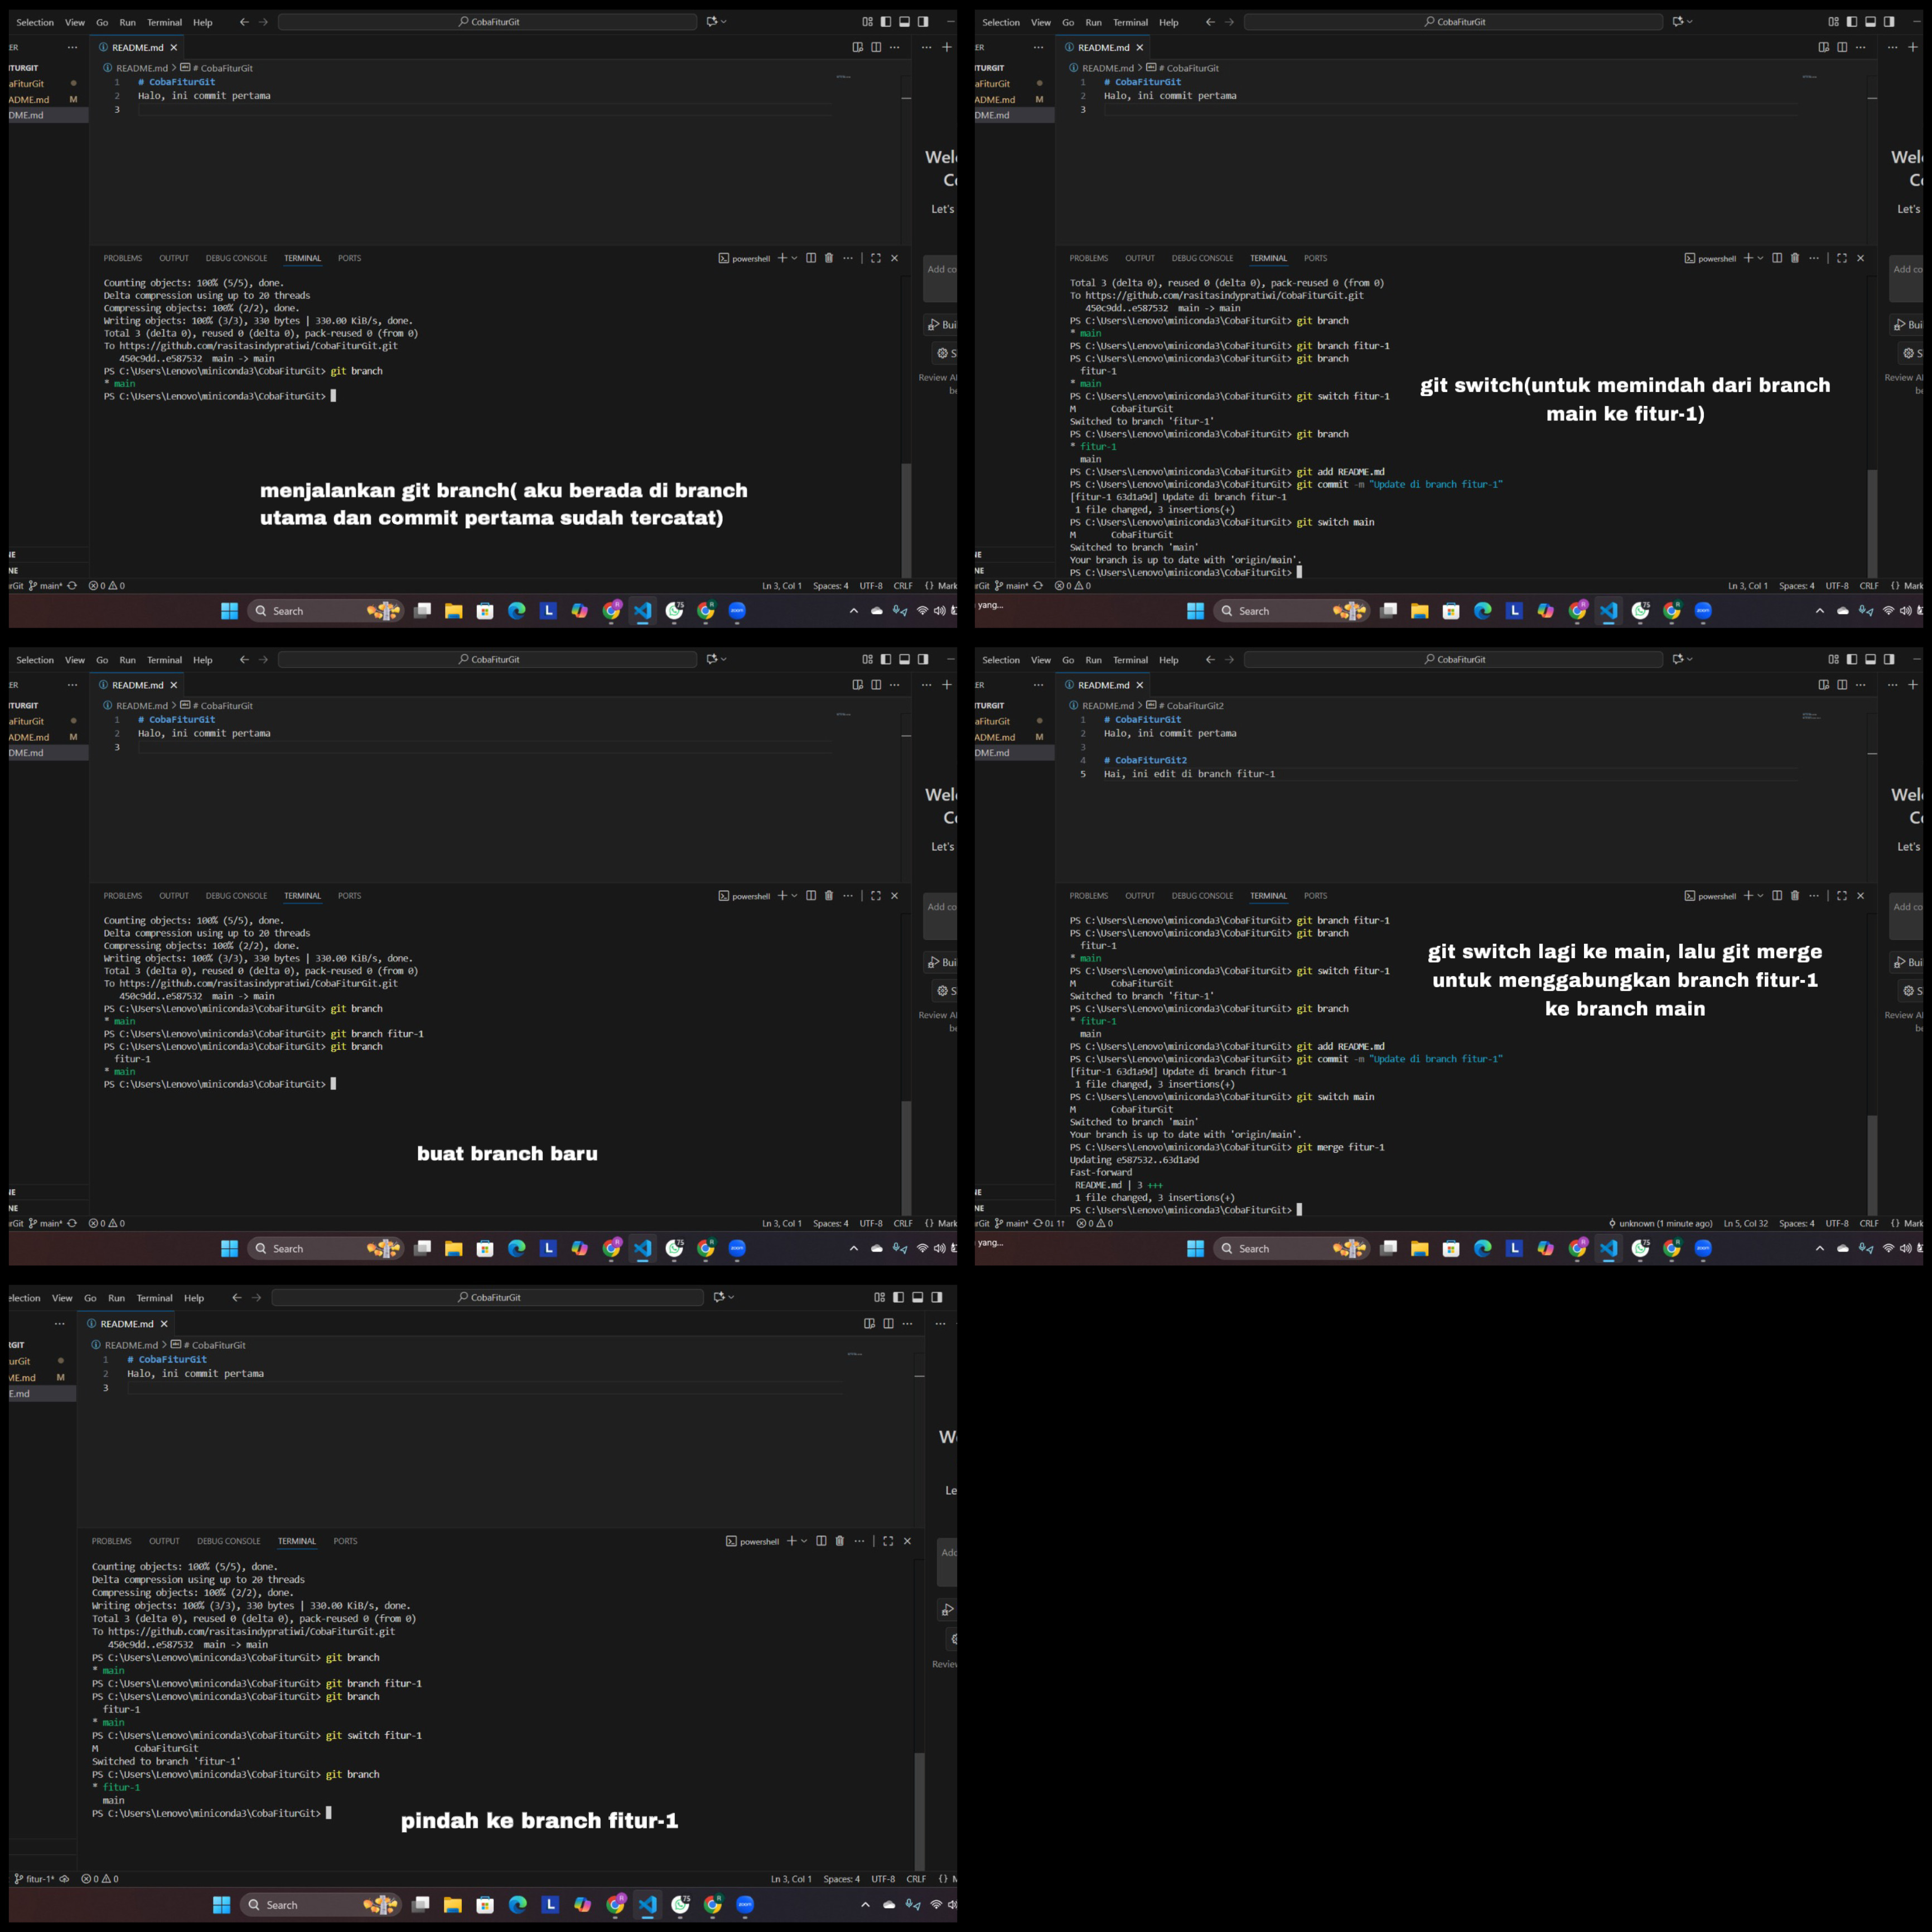 Selection View Go Run Terminal Help
CobaFiturGit
README.md
README.md > # CobaFiturGit
ITURGIT
aFiturGit
ADME.md M
DME.md
1 # CobaFiturGit
2 Halo, ini commit pertama
3
Let's
PROBLEMS OUTPUT DEBUG CONSOLE TERMINAL PORTS
powershell
Counting objects: 100% (5/5), done.
Delta compression using up to 20 threads
Compressing objects: 100% (2/2), done.
Writing objects: 100% (3/3), 330 bytes | 330.00 KiB/s, done.
Total 3 (delta 0), reused 0 (delta 0), pack-reused 0 (from 0)
To https://github.com/rasitasindypratiwi/CobaFiturGit.git
450c9dd..e587532 main -> main
PS C:\Users\Lenovo\miniconda3\CobaFiturGit> git branch
* main
PS C:\Users\Lenovo\miniconda3\CobaFiturGit>
menjalankan git branch( aku berada di branch
utama dan commit pertama sudah tercatat)
main* 0 0
Ln 3, Col 1 Spaces: 4 UTF-8 CRLF {} Mark
Search
Selection View Go Run Terminal Help
CobaFiturGit
README.md
README.md > # CobaFiturGit
ITURGIT
aFiturGit
ADME.md M
DME.md
1 # CobaFiturGit
2 Halo, ini commit pertama
3
Let's
PROBLEMS OUTPUT DEBUG CONSOLE TERMINAL PORTS
powershell
Total 3 (delta 0), reused 0 (delta 0), pack-reused 0 (from 0)
To https://github.com/rasitasindypratiwi/CobaFiturGit.git
450c9dd..e587532 main -> main
PS C:\Users\Lenovo\miniconda3\CobaFiturGit> git branch
* main
PS C:\Users\Lenovo\miniconda3\CobaFiturGit> git branch fitur-1
PS C:\Users\Lenovo\miniconda3\CobaFiturGit> git branch
fitur-1
* main
PS C:\Users\Lenovo\miniconda3\CobaFiturGit> git switch fitur-1
M CobaFiturGit
Switched to branch 'fitur-1'
PS C:\Users\Lenovo\miniconda3\CobaFiturGit> git branch
* fitur-1
main
PS C:\Users\Lenovo\miniconda3\CobaFiturGit> git add README.md
PS C:\Users\Lenovo\miniconda3\CobaFiturGit> git commit -m "Update di branch fitur-1"
[fitur-1 63d1a9d] Update di branch fitur-1
1 file changed, 3 insertions(+)
PS C:\Users\Lenovo\miniconda3\CobaFiturGit> git switch main
M CobaFiturGit
Switched to branch 'main'
Your branch is up to date with 'origin/main'.
PS C:\Users\Lenovo\miniconda3\CobaFiturGit>
git switch(untuk memindah dari branch
main ke fitur-1)
main* 0 0
Ln 3, Col 1 Spaces: 4 UTF-8 CRLF {} Mark
yang...
Search
Selection View Go Run Terminal Help
CobaFiturGit
README.md
README.md > # CobaFiturGit
ITURGIT
aFiturGit
ADME.md M
DME.md
1 # CobaFiturGit
2 Halo, ini commit pertama
3
Let's
PROBLEMS OUTPUT DEBUG CONSOLE TERMINAL PORTS
powershell
Counting objects: 100% (5/5), done.
Delta compression using up to 20 threads
Compressing objects: 100% (2/2), done.
Writing objects: 100% (3/3), 330 bytes | 330.00 KiB/s, done.
Total 3 (delta 0), reused 0 (delta 0), pack-reused 0 (from 0)
To https://github.com/rasitasindypratiwi/CobaFiturGit.git
450c9dd..e587532 main -> main
PS C:\Users\Lenovo\miniconda3\CobaFiturGit> git branch
* main
PS C:\Users\Lenovo\miniconda3\CobaFiturGit> git branch fitur-1
PS C:\Users\Lenovo\miniconda3\CobaFiturGit> git branch
fitur-1
* main
PS C:\Users\Lenovo\miniconda3\CobaFiturGit>
buat branch baru
main* 0 0
Ln 3, Col 1 Spaces: 4 UTF-8 CRLF {} Mark
Search
Selection View Go Run Terminal Help
CobaFiturGit
README.md
README.md > # CobaFiturGit2
ITURGIT
aFiturGit
ADME.md M
DME.md
1 # CobaFiturGit
2 Halo, ini commit pertama
3
4 # CobaFiturGit2
5 Hai, ini edit di branch fitur-1
Let's
PROBLEMS OUTPUT DEBUG CONSOLE TERMINAL PORTS
powershell
PS C:\Users\Lenovo\miniconda3\CobaFiturGit> git branch fitur-1
PS C:\Users\Lenovo\miniconda3\CobaFiturGit> git branch
fitur-1
* main
PS C:\Users\Lenovo\miniconda3\CobaFiturGit> git switch fitur-1
M CobaFiturGit
Switched to branch 'fitur-1'
PS C:\Users\Lenovo\miniconda3\CobaFiturGit> git branch
* fitur-1
main
PS C:\Users\Lenovo\miniconda3\CobaFiturGit> git add README.md
PS C:\Users\Lenovo\miniconda3\CobaFiturGit> git commit -m "Update di branch fitur-1"
[fitur-1 63d1a9d] Update di branch fitur-1
1 file changed, 3 insertions(+)
PS C:\Users\Lenovo\miniconda3\CobaFiturGit> git switch main
M CobaFiturGit
Switched to branch 'main'
Your branch is up to date with 'origin/main'.
PS C:\Users\Lenovo\miniconda3\CobaFiturGit> git merge fitur-1
Updating e587532..63d1a9d
Fast-forward
README.md | 3 +++
1 file changed, 3 insertions(+)
PS C:\Users\Lenovo\miniconda3\CobaFiturGit>
git switch lagi ke main, lalu git merge
untuk menggabungkan branch fitur-1
ke branch main
main* 0↓ 1↑ 0 0
unknown (1 minute ago) Ln 5, Col 32 Spaces: 4 UTF-8 CRLF {} Mark
yang...
Search
election View Go Run Terminal Help
CobaFiturGit
README.md
README.md > # CobaFiturGit
RGIT
urGit
ME.md M
E.md
1 # CobaFiturGit
2 Halo, ini commit pertama
3
PROBLEMS OUTPUT DEBUG CONSOLE TERMINAL PORTS
powershell
Counting objects: 100% (5/5), done.
Delta compression using up to 20 threads
Compressing objects: 100% (2/2), done.
Writing objects: 100% (3/3), 330 bytes | 330.00 KiB/s, done.
Total 3 (delta 0), reused 0 (delta 0), pack-reused 0 (from 0)
To https://github.com/rasitasindypratiwi/CobaFiturGit.git
450c9dd..e587532 main -> main
PS C:\Users\Lenovo\miniconda3\CobaFiturGit> git branch
* main
PS C:\Users\Lenovo\miniconda3\CobaFiturGit> git branch fitur-1
PS C:\Users\Lenovo\miniconda3\CobaFiturGit> git branch
fitur-1
* main
PS C:\Users\Lenovo\miniconda3\CobaFiturGit> git switch fitur-1
M CobaFiturGit
Switched to branch 'fitur-1'
PS C:\Users\Lenovo\miniconda3\CobaFiturGit> git branch
* fitur-1
main
PS C:\Users\Lenovo\miniconda3\CobaFiturGit>
pindah ke branch fitur-1
fitur-1* 0 0
Ln 3, Col 1 Spaces: 4 UTF-8 CRLF {}
Search